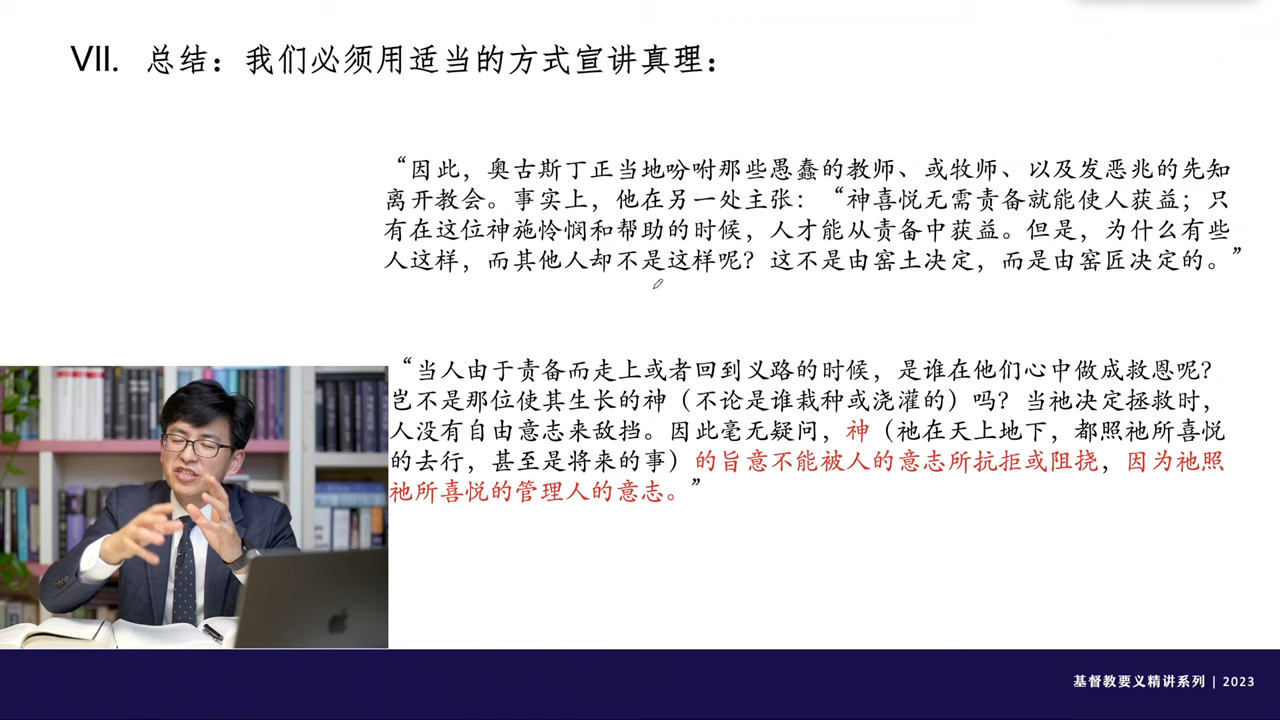 VII. 总结：我们必须用适当的方式宣讲真理：
“因此，奥古斯丁正当地吩咐那些愚蠢的教师、或牧师、以及发恶兆的先知
离开教会。事实上，他在另一处主张：“神喜悦无需责备就能使人获益；只
有在这位神施怜悯和帮助的时候，人才能从责备中获益。但是，为什么有些
人这样，而其他人却不是这样呢？这不是由窑土决定，而是由窑匠决定的。”
“当人由于责备而走上或者回到义路的时候，是谁在他们心中做成救恩呢？
岂不是那位使其生长的神（不论是谁栽种或浇灌的）吗？当祂决定拯救时，
人没有自由意志来敌挡。因此毫无疑问，神（祂在天上地下，都照祂所喜悦
的去行，甚至是将来的事）的旨意不能被人的意志所抗拒或阻挠，因为祂照
祂所喜悦的管理人的意志。”
基督教要义精讲系列 | 2023